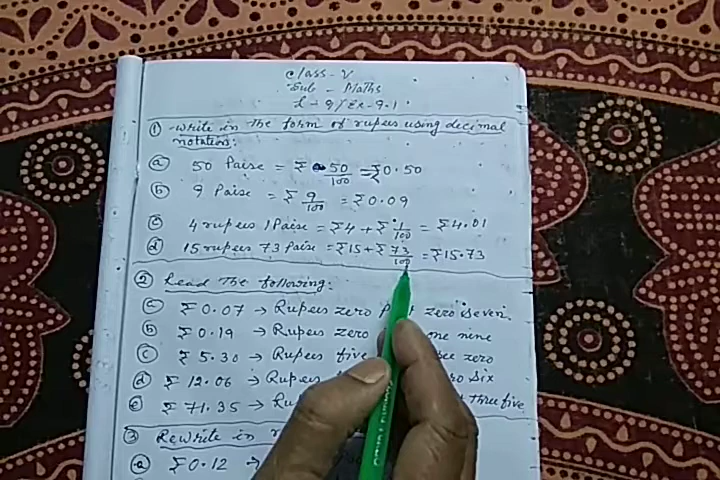 Class - V
Sub - Maths
L - 9 / Ex - 9.1
① Write in the form of rupees using decimal
notation:
ⓐ 50 Paise = ₹ 50/100 = ₹0.50
ⓑ 9 Paise = ₹ 9/100 = ₹0.09
ⓒ 4 rupees 1 Paise = ₹4 + ₹ 1/100 = ₹4.01
ⓓ 15 rupees 73 Paise = ₹15 + ₹ 73/100 = ₹15.73
② Read The following:
₹0.07 → Rupees zero zero seven.
ⓑ ₹0.19 → Rupees zero one nine
ⓒ ₹5.30 → Rupees five zero
ⓓ ₹12.06 → Rupees Six
ⓔ ₹71.35 → Three five
③ Rewrite in
ⓐ ₹0.12 →